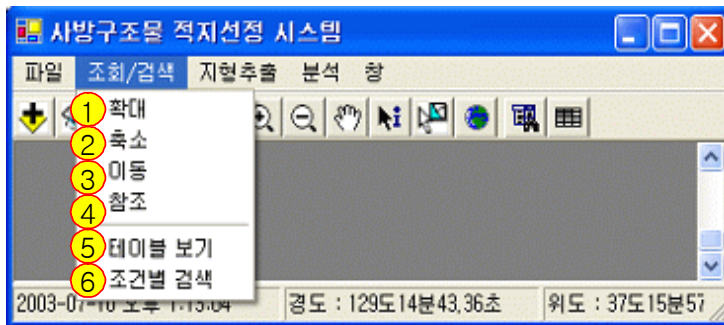 사방구조물 적지선정 시스템
파일 조회/검색 지형추출 분석 창
1 확대
2 축소
3 이동
4 참조
5 테이블 보기
6 조건별 검색
경도 : 129도14분43,36초 위도 : 37도15분57